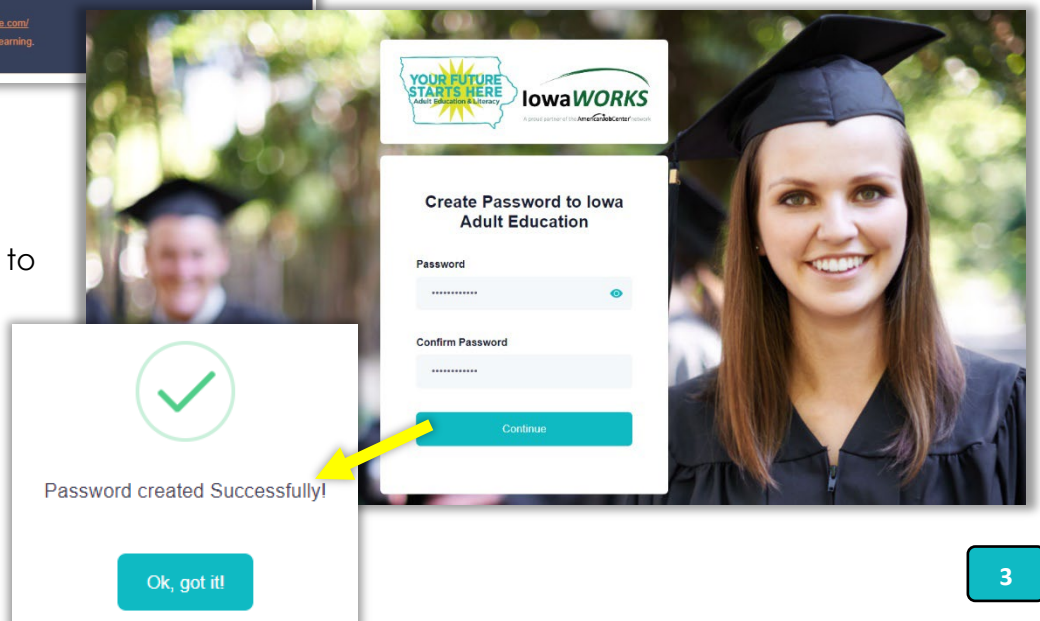 e.com/
earning.
YOUR FUTURE
STARTS HERE
Adult Education & Literacy
IowaWORKS
A proud partner of the AmericanJobCenter network
Create Password to Iowa
Adult Education
Password
••••••••••••
Confirm Password
••••••••••••
Continue
to
Password created Successfully!
Ok, got it!
3